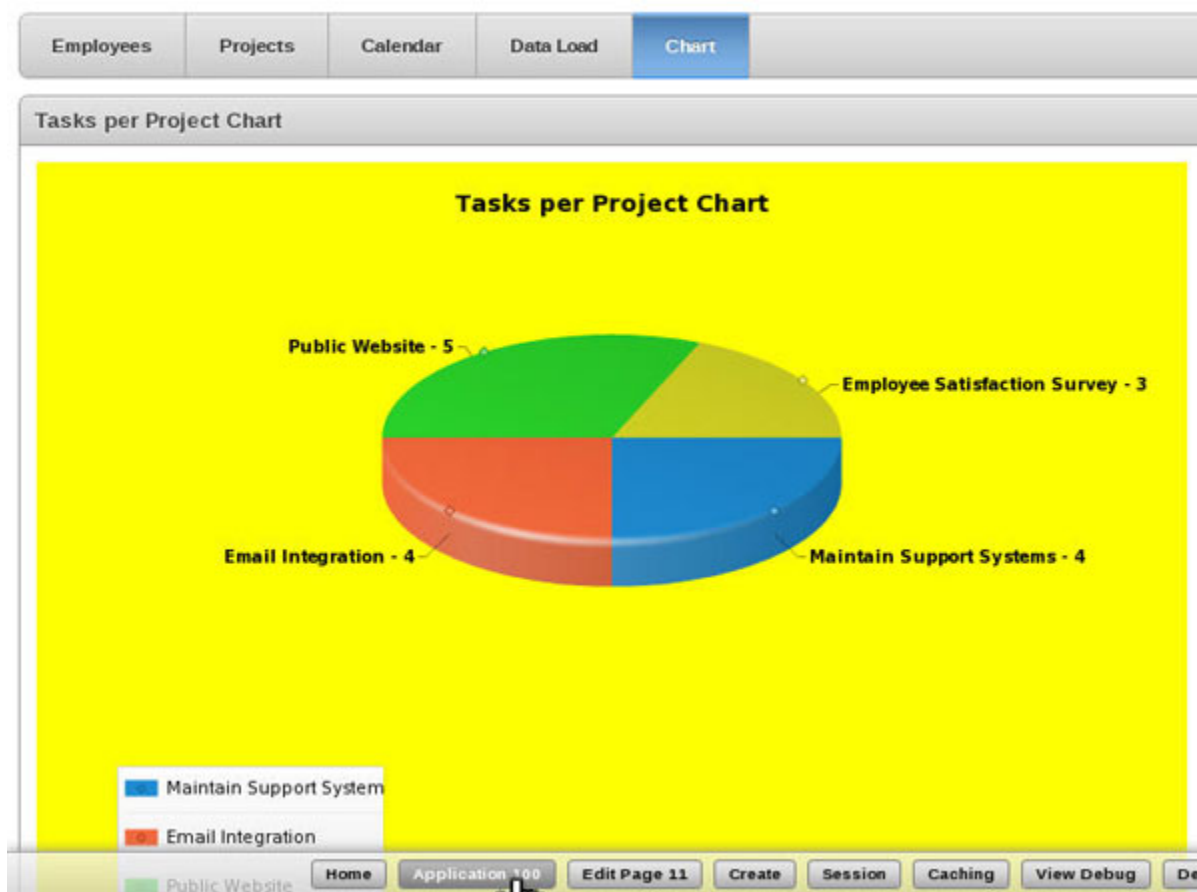 Employees Projects Calendar Data Load Chart
Tasks per Project Chart
Tasks per Project Chart
Public Website - 5
Employee Satisfaction Survey - 3
Email Integration - 4
Maintain Support Systems - 4
Maintain Support System
Email Integration
Public Website
Home Application 100 Edit Page 11 Create Session Caching View Debug De